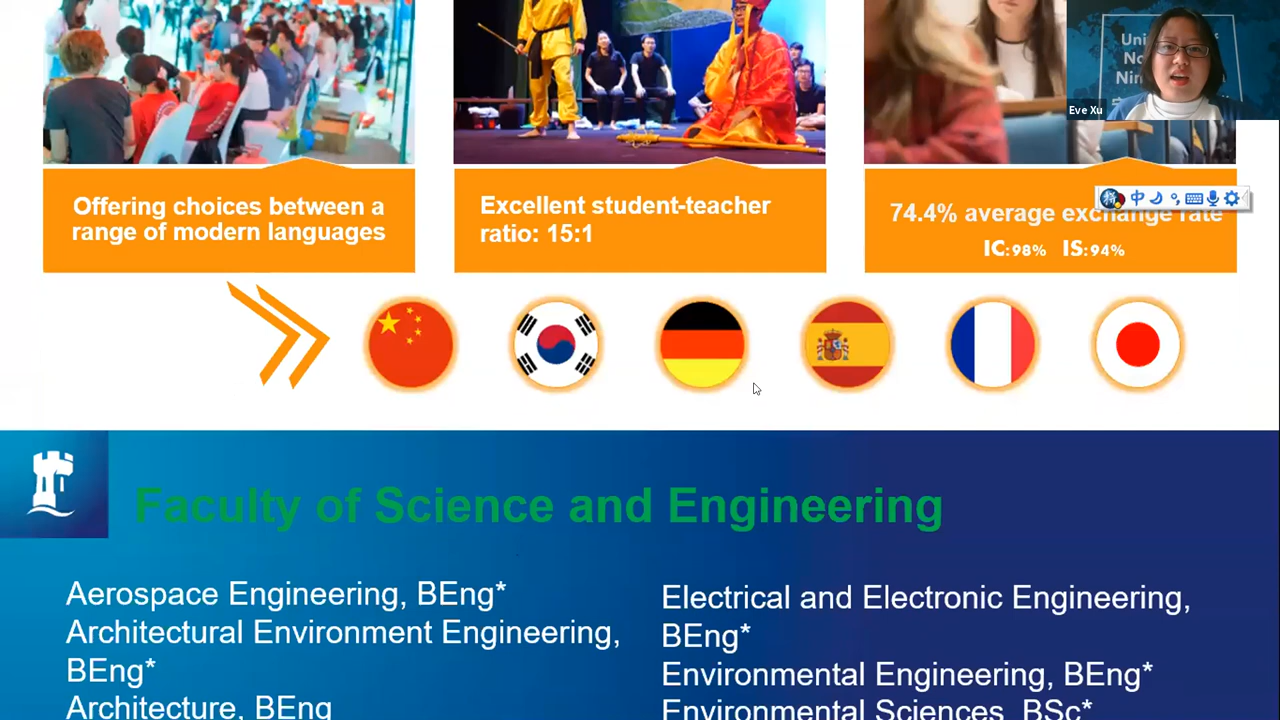 Eve Xu
Offering choices between a
range of modern languages
Excellent student-teacher
ratio: 15:1
中
74.4% average exchange rate
IC:98% IS:94%
Faculty of Science and Engineering
Aerospace Engineering, BEng*
Architectural Environment Engineering,
BEng*
Architecture, BEng
Electrical and Electronic Engineering,
BEng*
Environmental Engineering, BEng*
Environmental Sciences, BSc*